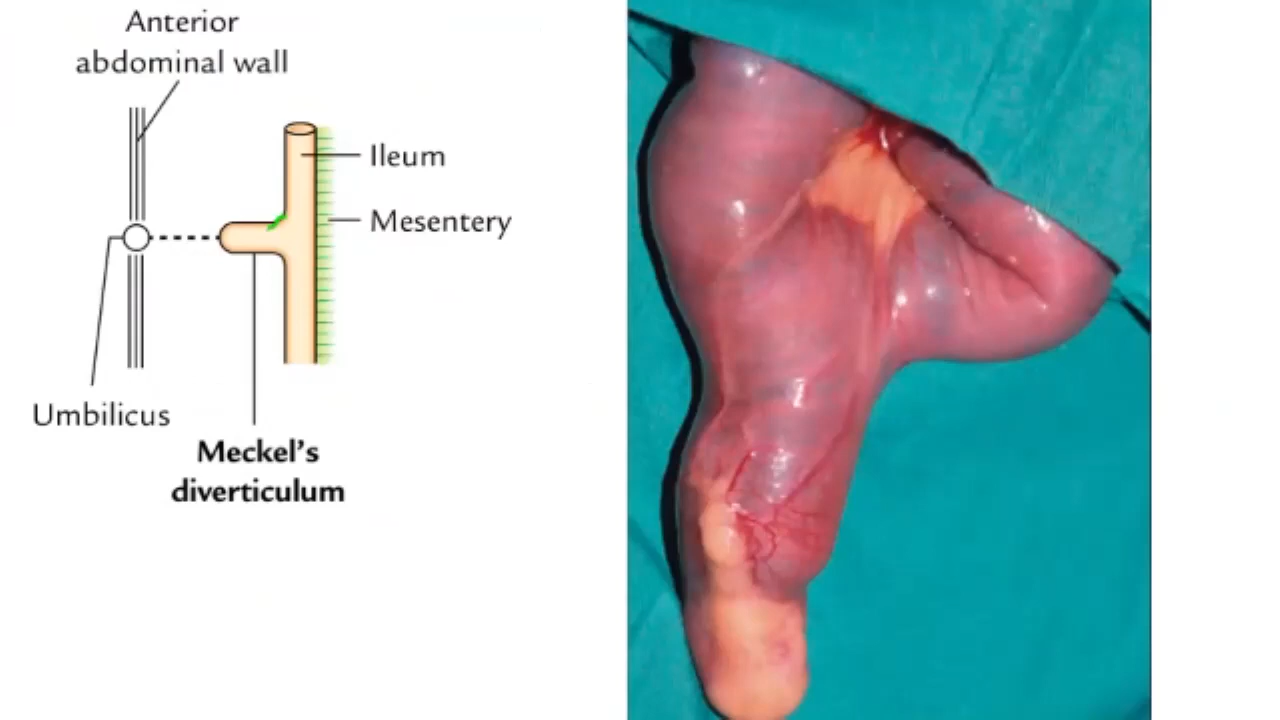 Anterior
abdominal wall
Ileum
Mesentery
Umbilicus
Meckel's
diverticulum